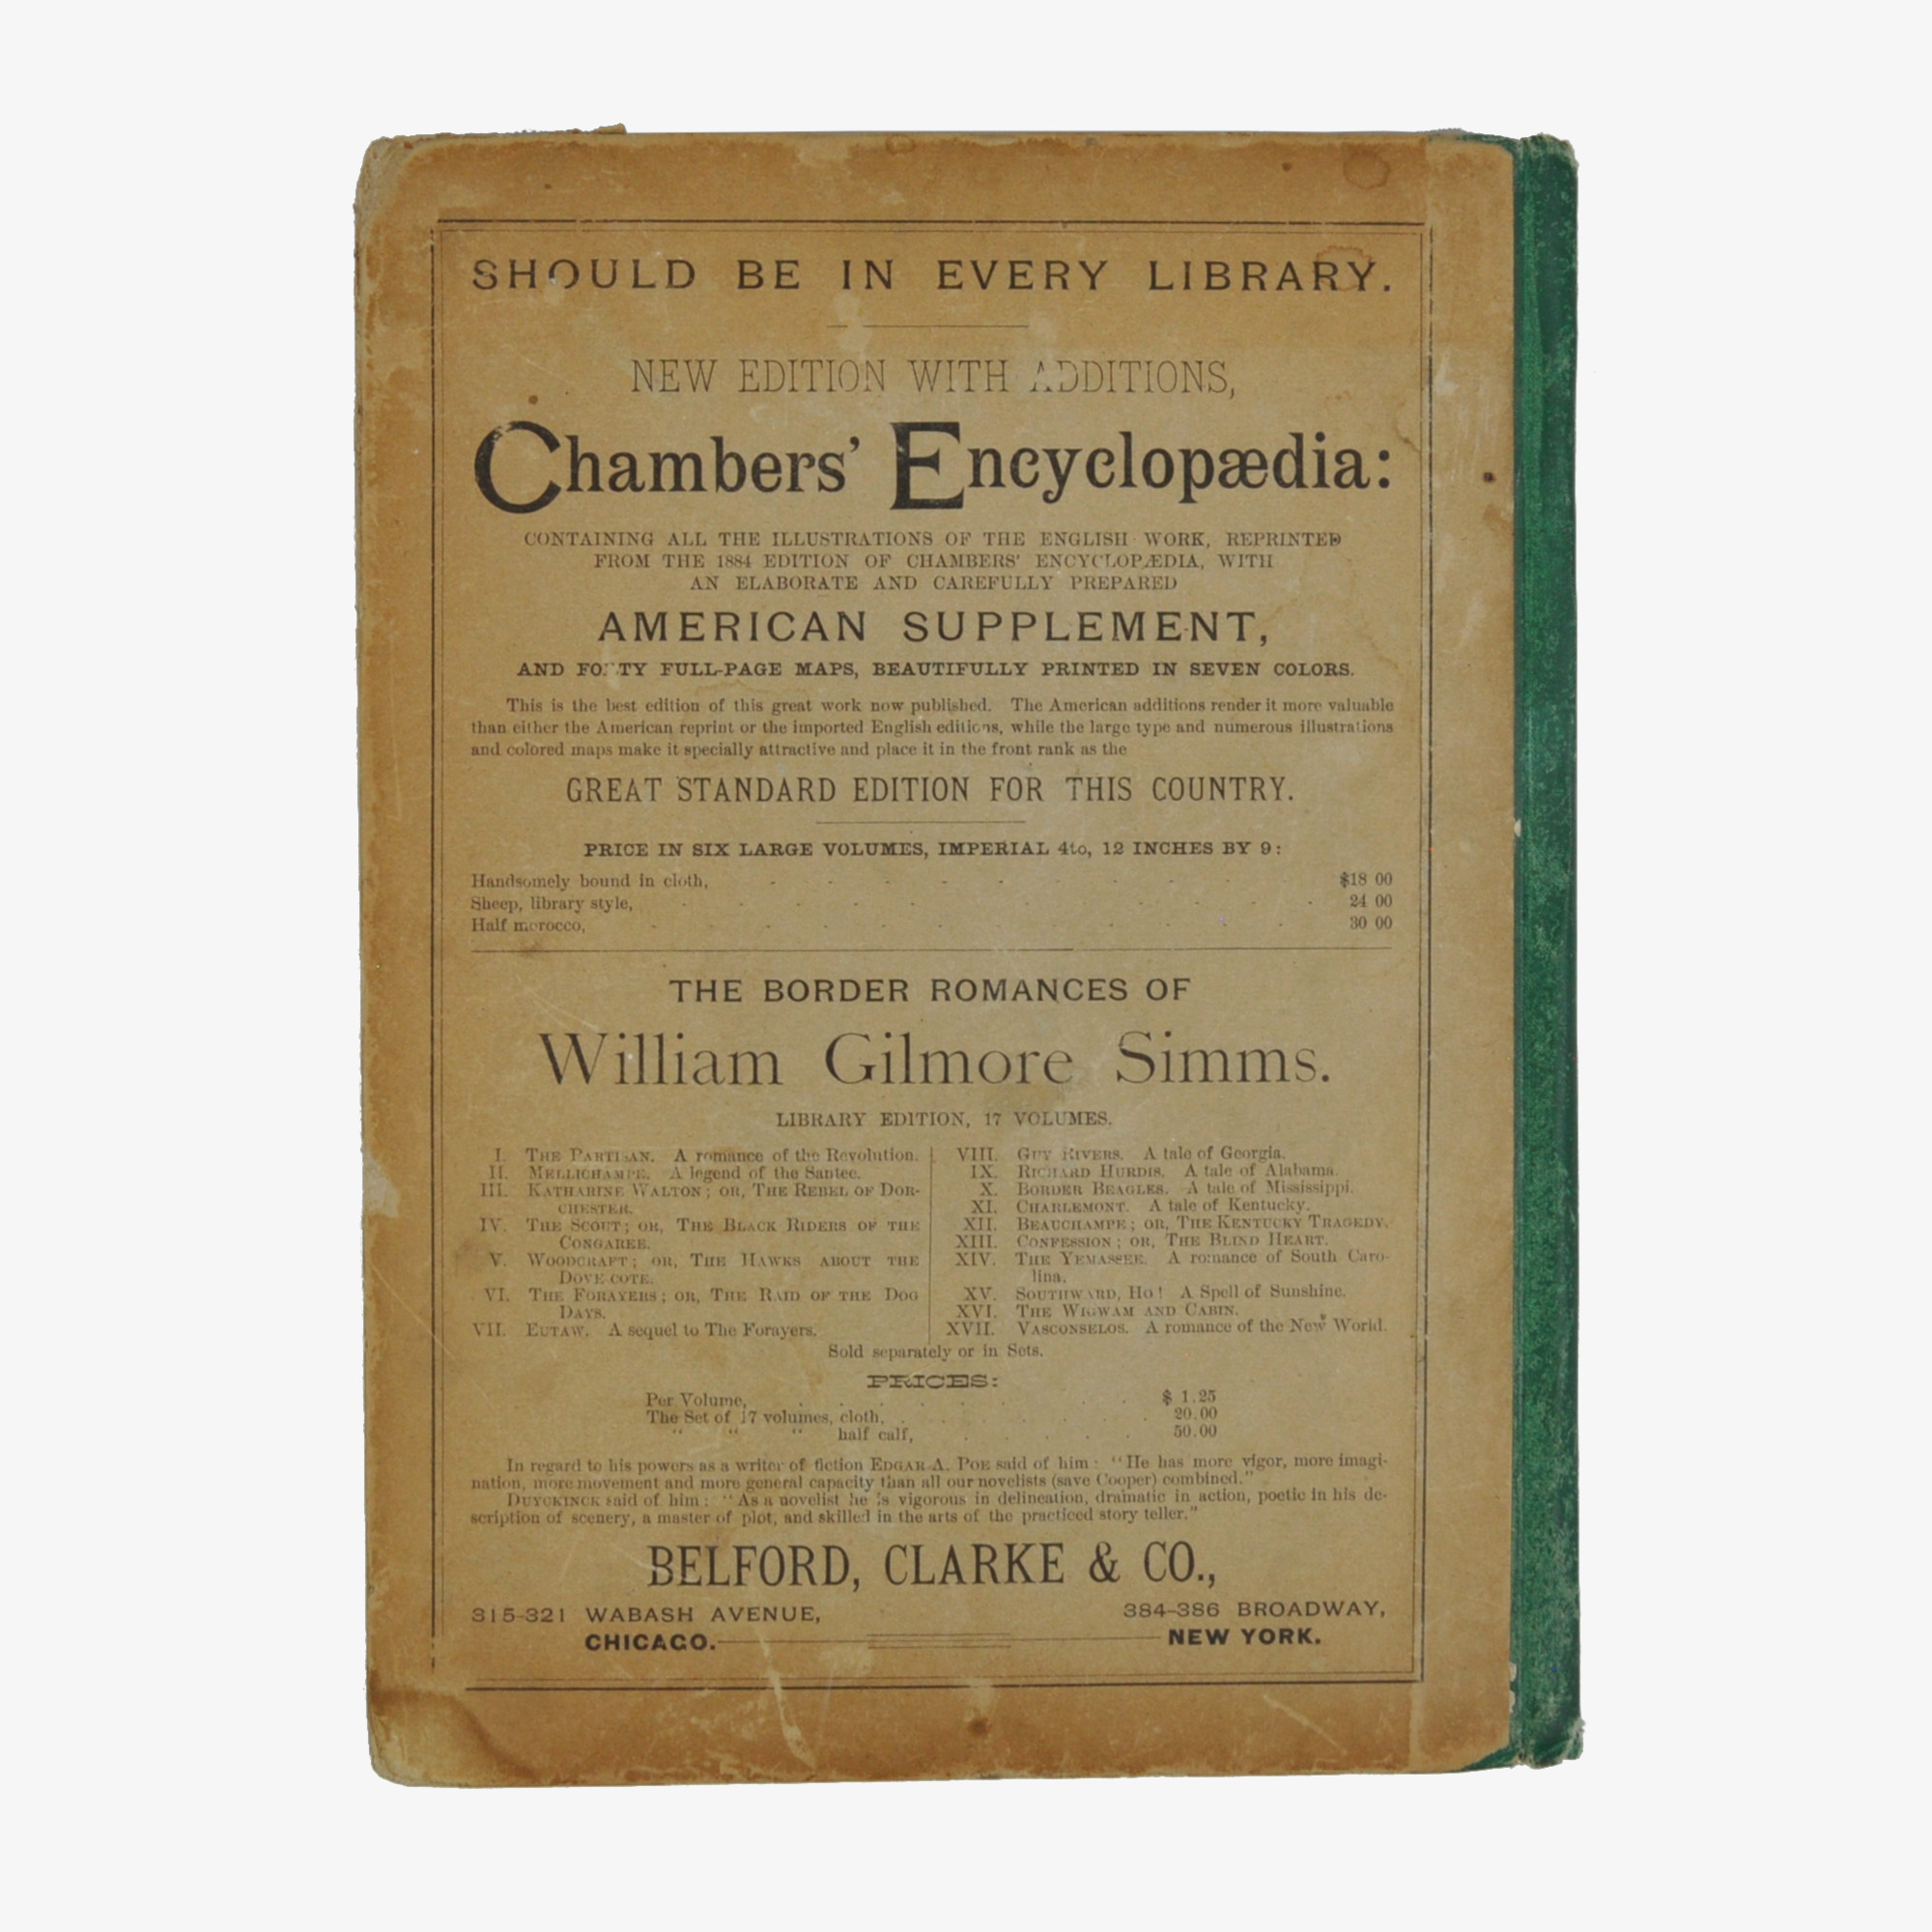 SHOULD BE IN EVERY LIBRARY.
NEW EDITION WITH ADDITIONS,
Chambers' Encyclopædia:
CONTAINING ALL THE ILLUSTRATIONS OF THE ENGLISH WORK, REPRINTED
FROM THE 1884 EDITION OF CHAMBERS' ENCYCLOPÆDIA, WITH
AN ELABORATE AND CAREFULLY PREPARED
AMERICAN SUPPLEMENT,
AND FORTY FULL-PAGE MAPS, BEAUTIFULLY PRINTED IN SEVEN COLORS.
This is the best edition of this great work now published. The American additions render it more valuable
than either the American reprint or the imported English editions, while the large type and numerous illustrations
and colored maps make it specially attractive and place it in the front rank as the
GREAT STANDARD EDITION FOR THIS COUNTRY.
PRICE IN SIX LARGE VOLUMES, IMPERIAL 4to, 12 INCHES BY 9:
Handsomely bound in cloth, - - - - - - - - - $18 00
Sheep, library style, - - - - - - - - - - - 24 00
Half morocco, - - - - - - - - - - - 30 00
THE BORDER ROMANCES OF
William Gilmore Simms.
LIBRARY EDITION, 17 VOLUMES.
I. THE PARTISAN. A romance of the Revolution.
II. MELLICHAMPE. A legend of the Santee.
III. KATHARINE WALTON; OR, THE REBEL OF DOR-
CHESTER.
IV. THE SCOUT; OR, THE BLACK RIDERS OF THE
CONGAREE.
V. WOODCRAFT; OR, THE HAWKS ABOUT THE
DOVE-COTE.
VI. THE FORAYERS; OR, THE RAID OF THE DOG
DAYS.
VII. EUTAW. A sequel to The Forayers.
VIII. GUY RIVERS. A tale of Georgia.
IX. RICHARD HURDIS. A tale of Alabama.
X. BORDER BEAGLES. A tale of Mississippi.
XI. CHARLEMONT. A tale of Kentucky.
XII. BEAUCHAMPE; OR, THE KENTUCKY TRAGEDY.
XIII. CONFESSION; OR, THE BLIND HEART.
XIV. THE YEMASSEE. A romance of South Caro-
lina.
XV. SOUTHWARD, HO! A Spell of Sunshine.
XVI. THE WIGWAM AND CABIN.
XVII. VASCONSELOS. A romance of the New World.
Sold separately or in Sets.
PRICES:
Per Volume, . . . . . . . . $ 1.25
The Set of 17 volumes, cloth, . . . . . . 20.00
" " " half calf, . . . . . 50.00
In regard to his powers as a writer of fiction EDGAR A. POE said of him: "He has more vigor, more imagi-
nation, more movement and more general capacity than all our novelists (save Cooper) combined."
DUYCKINCK said of him: "As a novelist he is vigorous in delineation, dramatic in action, poetic in his de-
scription of scenery, a master of plot, and skilled in the arts of the practiced story teller."
BELFORD, CLARKE & CO.,
315-321 WABASH AVENUE, 384-386 BROADWAY,
CHICAGO. NEW YORK.